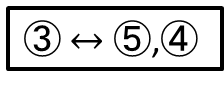 ③ ↔ ⑤,④